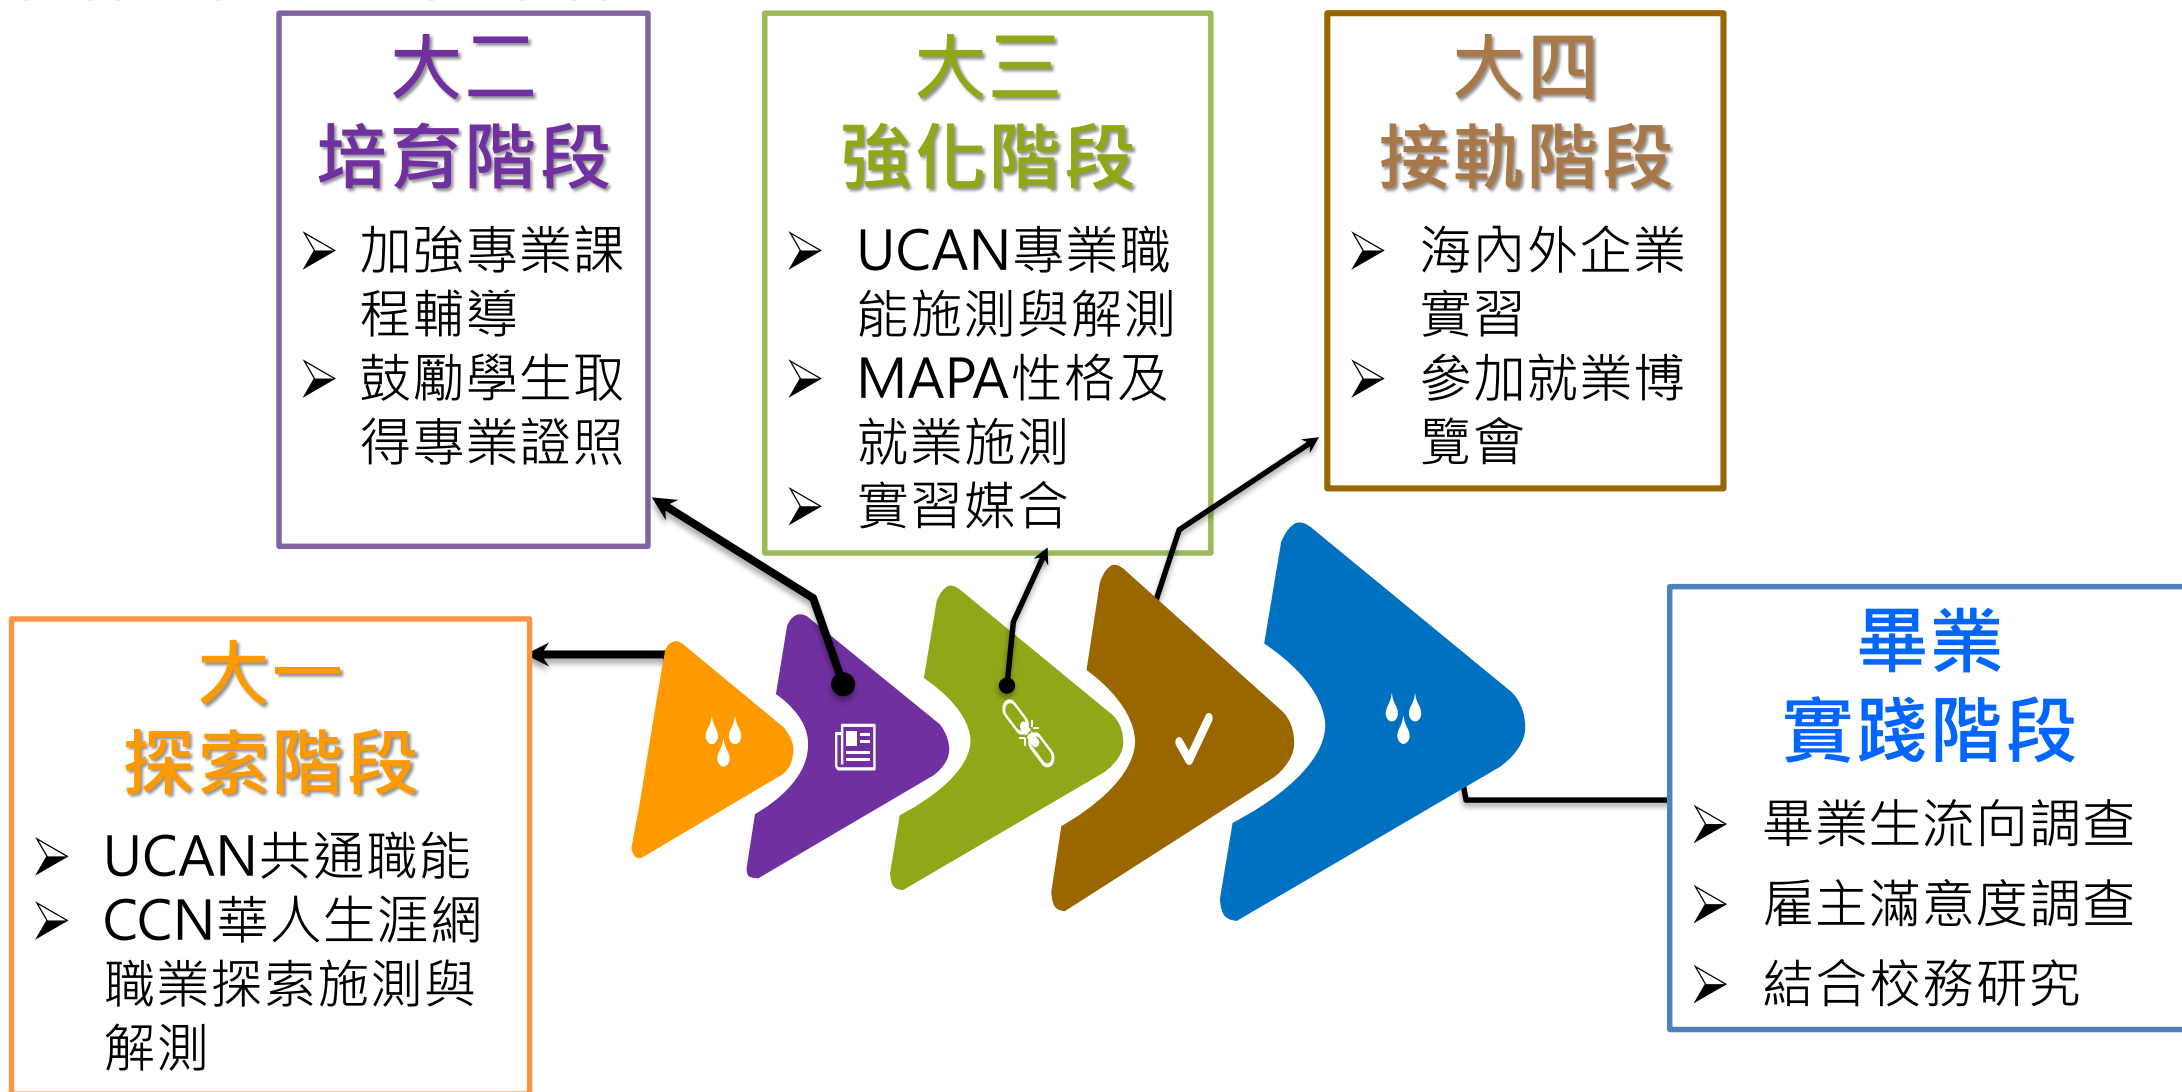 大二
培育階段
➢ 加強專業課
程輔導
➢ 鼓勵學生取
得專業證照
大三
強化階段
➢ UCAN專業職
能施測與解測
➢ MAPA性格及
就業施測
➢ 實習媒合
大四
接軌階段
➢ 海內外企業
實習
➢ 參加就業博
覽會
大一
探索階段
➢ UCAN共通職能
➢ CCN華人生涯網
職業探索施測與
解測
畢業
實踐階段
➢ 畢業生流向調查
➢ 雇主滿意度調查
➢ 結合校務研究